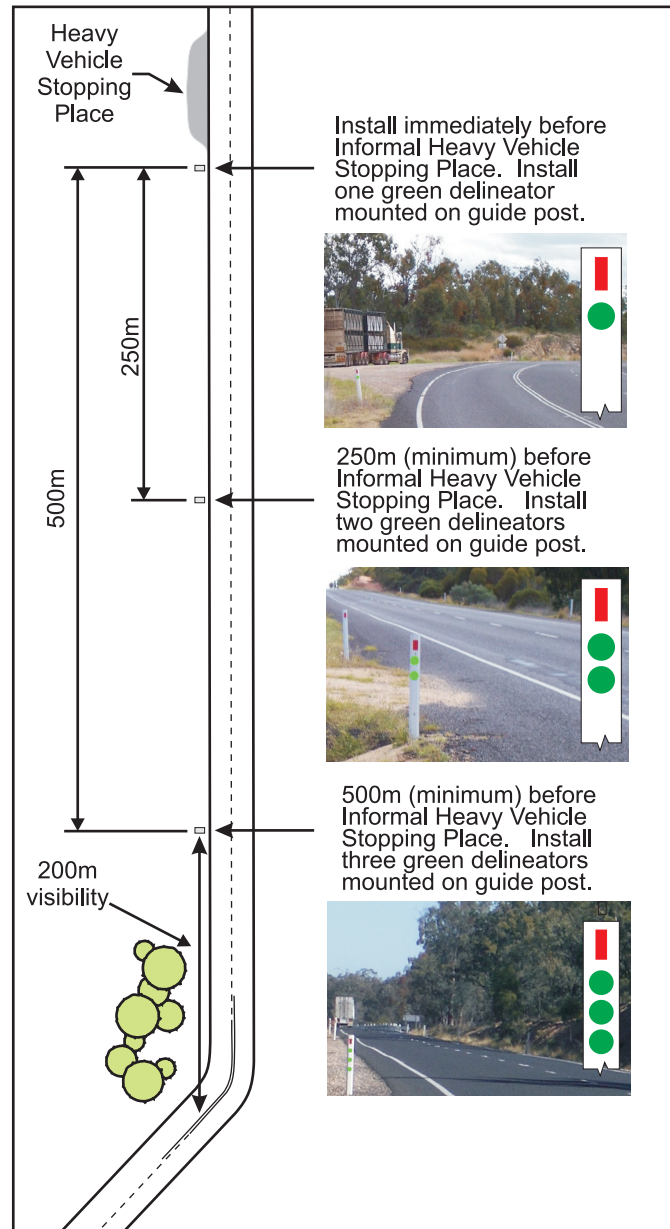 Heavy
Vehicle
Stopping
Place
Install immediately before
Informal Heavy Vehicle
Stopping Place. Install
one green delineator
mounted on guide post.
250m
500m
250m (minimum) before
Informal Heavy Vehicle
Stopping Place. Install
two green delineators
mounted on guide post.
500m (minimum) before
Informal Heavy Vehicle
Stopping Place. Install
three green delineators
mounted on guide post.
200m
visibility